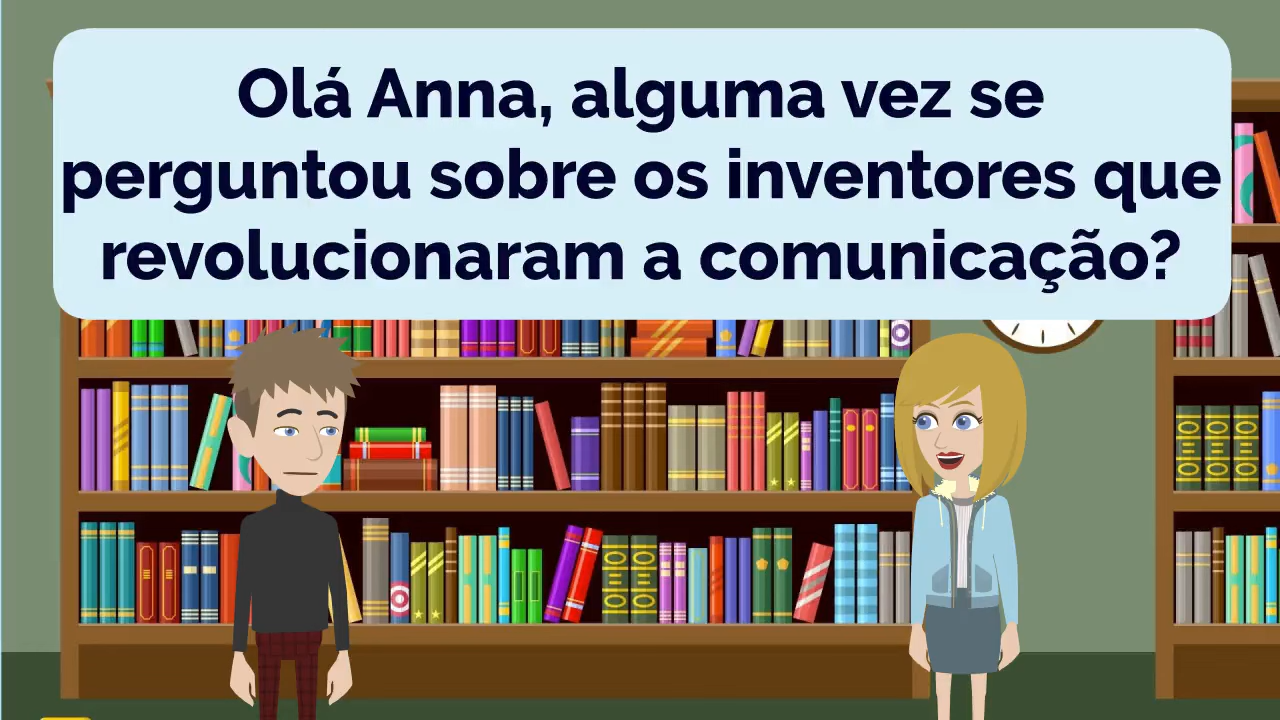 Olá Anna, alguma vez se
perguntou sobre os inventores que
revolucionaram a comunicação?